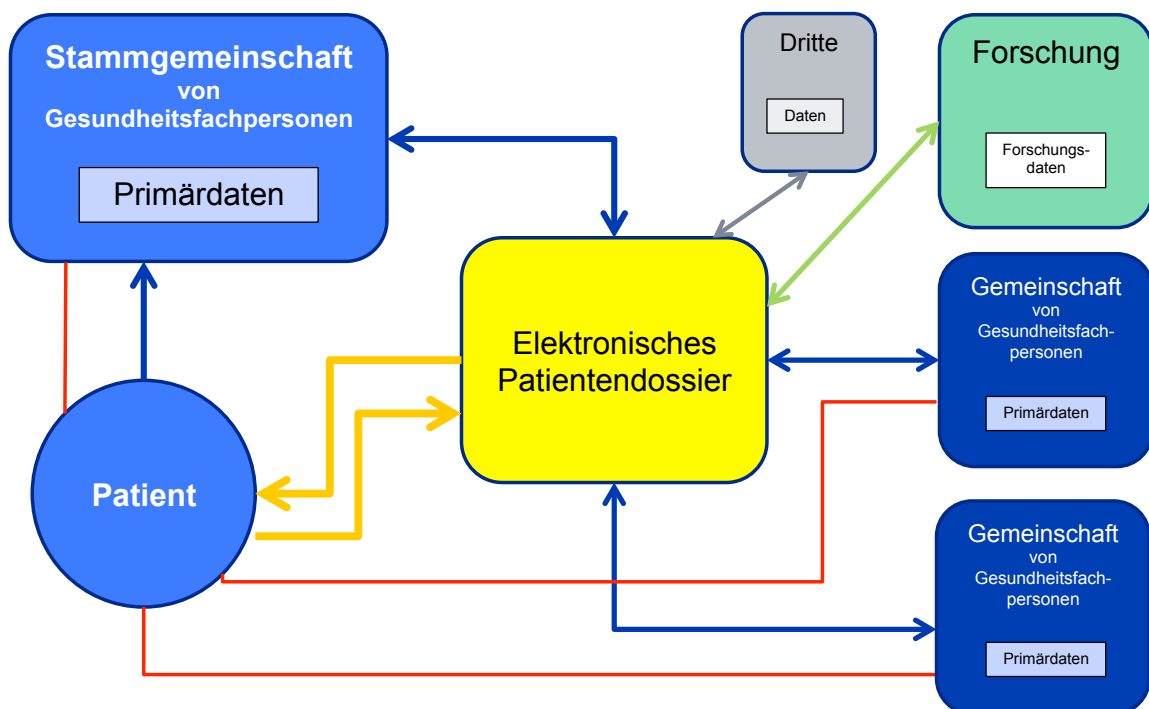 Stammgemeinschaft
von
Gesundheitsfachpersonen
Primärdaten
Dritte
Daten
Forschung
Forschungs-
daten
Elektronisches
Patientendossier
Gemeinschaft
von
Gesundheitsfach-
personen
Primärdaten
Patient
Gemeinschaft
von
Gesundheitsfach-
personen
Primärdaten